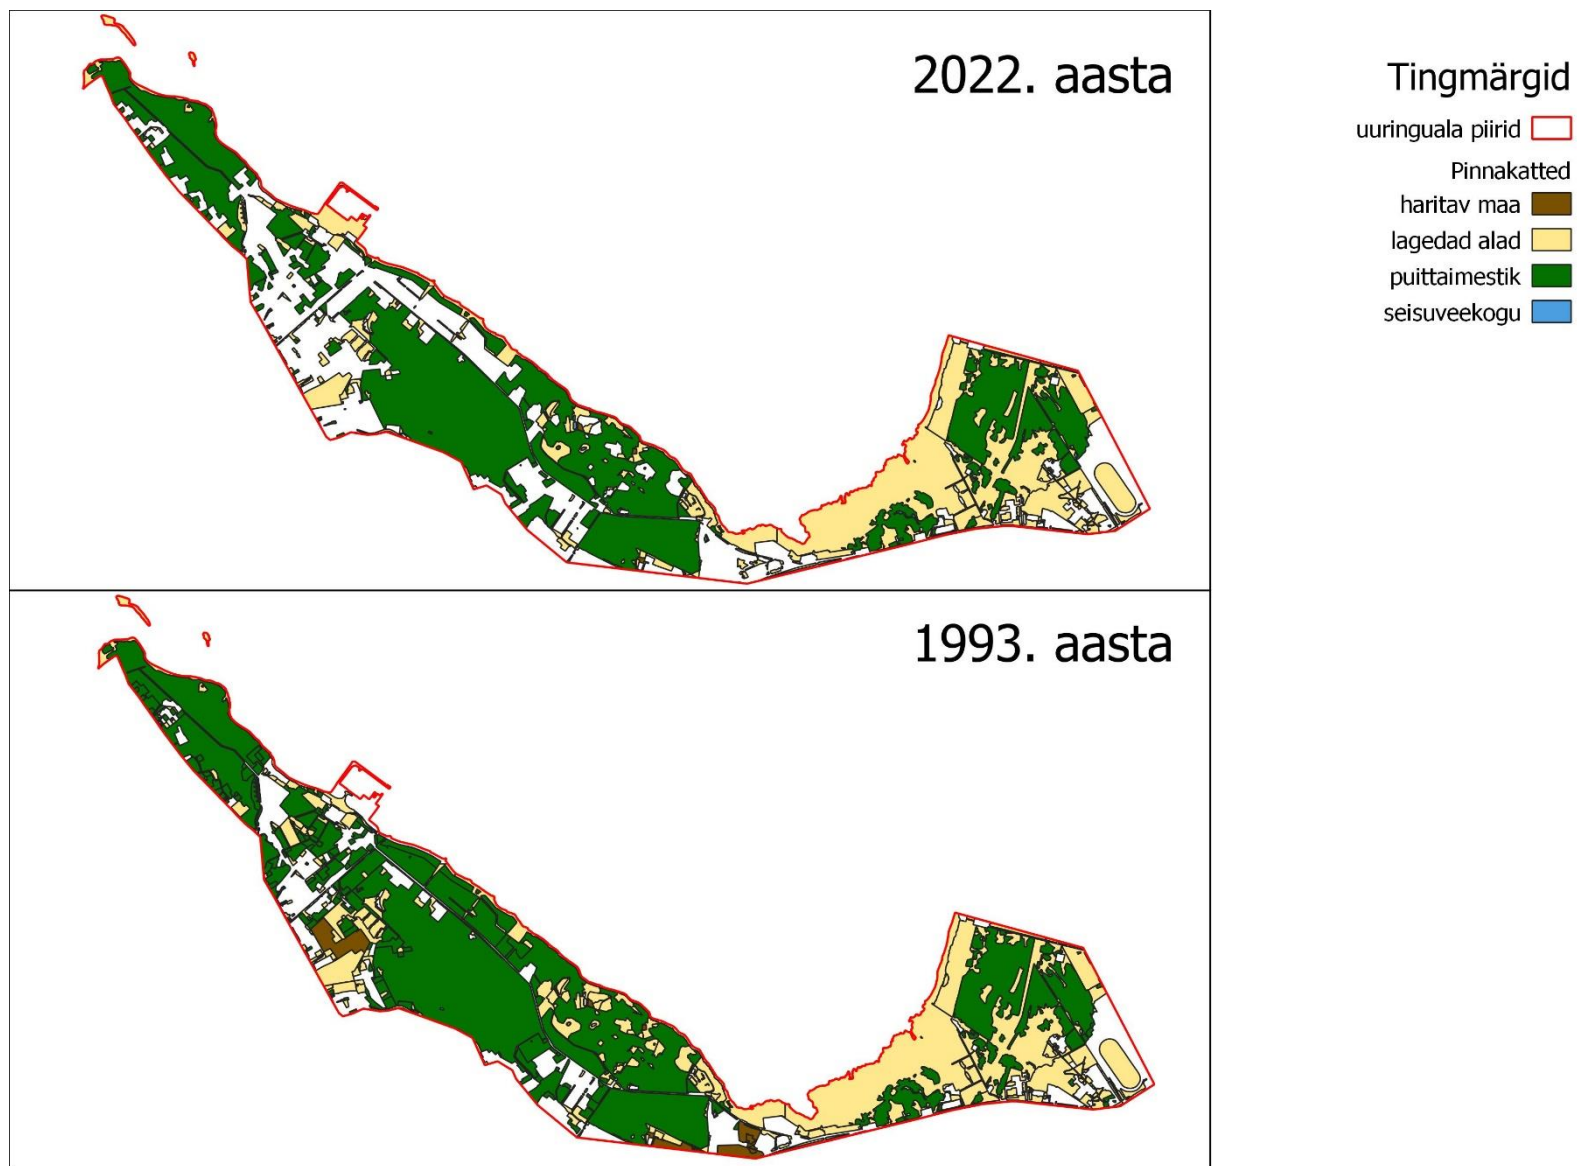 2022. aasta
Tingmärgid
uuringuala piirid
Pinnakatted
haritav maa
lagedad alad
puittaimestik
seisuveekogu
1993. aasta